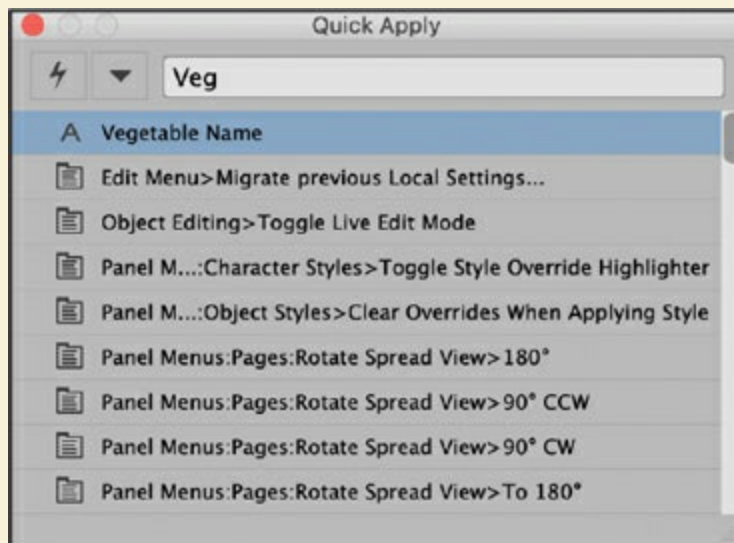 Quick Apply
Veg
A Vegetable Name
Edit Menu>Migrate previous Local Settings...
Object Editing>Toggle Live Edit Mode
Panel M...:Character Styles>Toggle Style Override Highlighter
Panel M...:Object Styles>Clear Overrides When Applying Style
Panel Menus:Pages:Rotate Spread View>180°
Panel Menus:Pages:Rotate Spread View>90° CCW
Panel Menus:Pages:Rotate Spread View>90° CW
Panel Menus:Pages:Rotate Spread View>To 180°